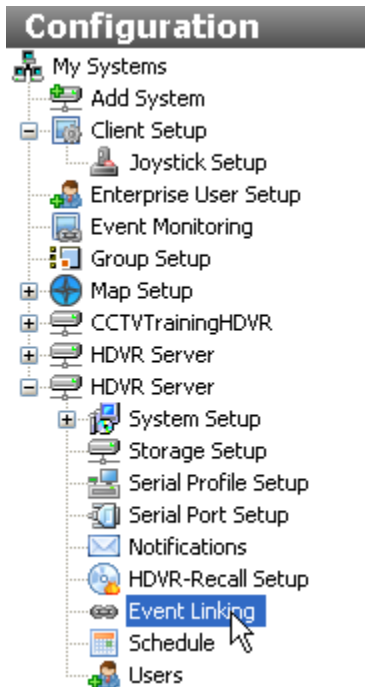 Configuration
My Systems
Add System
Client Setup
Joystick Setup
Enterprise User Setup
Event Monitoring
Group Setup
Map Setup
CCTVTrainingHDVR
HDVR Server
HDVR Server
System Setup
Storage Setup
Serial Profile Setup
Serial Port Setup
Notifications
HDVR-Recall Setup
Event Linking
Schedule
Users